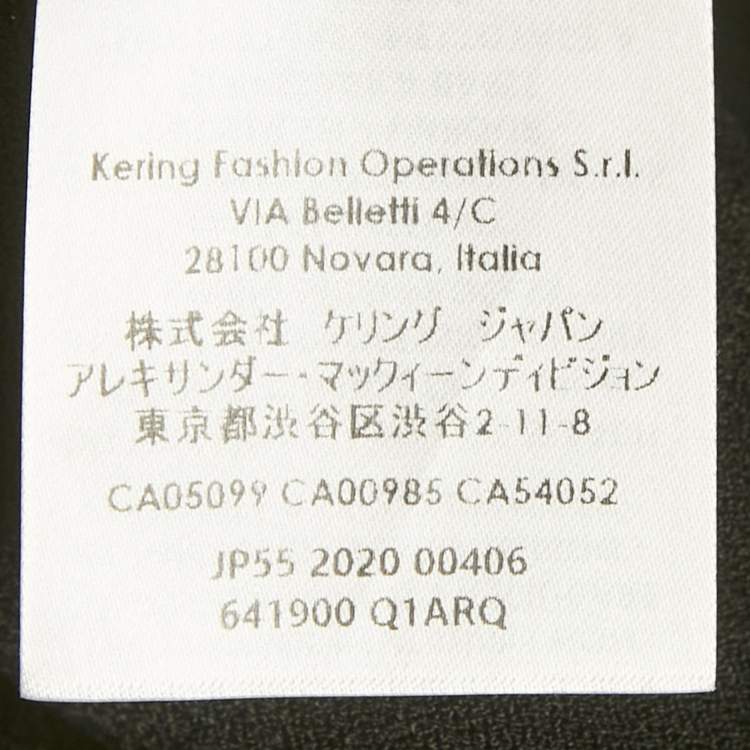 Kering Fashion Operations S.r.l.
VIA Belletti 4/C
28100 Novara, Italia
株式会社 ケリング ジャパン
アレキサンダー・マックィーンディビジョン
東京都渋谷区渋谷2-11-8
CA05099 CA00985 CA54052
JP55 2020 00406
641900 Q1ARQ